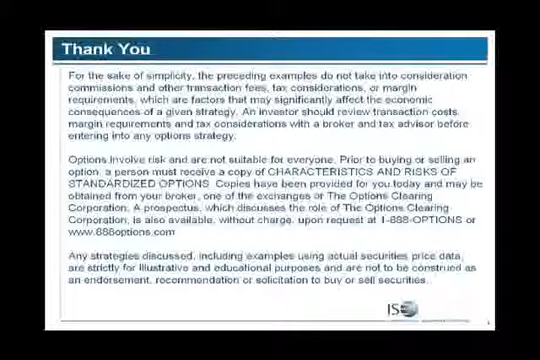 Thank You
For the sake of simplicity, the preceding examples do not take into consideration
commissions and other transaction fees, tax considerations, or margin
requirements, which are factors that may significantly affect the economic
consequences of a given strategy. An investor should review transaction costs,
margin requirements and tax considerations with a broker and tax advisor before
entering into any options strategy.
Options involve risk and are not suitable for everyone. Prior to buying or selling an
option, a person must receive a copy of CHARACTERISTICS AND RISKS OF
STANDARDIZED OPTIONS. Copies have been provided for you today and may be
obtained from your broker, one of the exchanges or The Options Clearing
Corporation. A prospectus, which discusses the role of The Options Clearing
Corporation, is also available, without charge, upon request at 1-888-OPTIONS or
www.888options.com
Any strategies discussed, including examples using actual securities price data,
are strictly for illustrative and educational purposes and are not to be construed as
an endorsement, recommendation or solicitation to buy or sell securities.
ISE